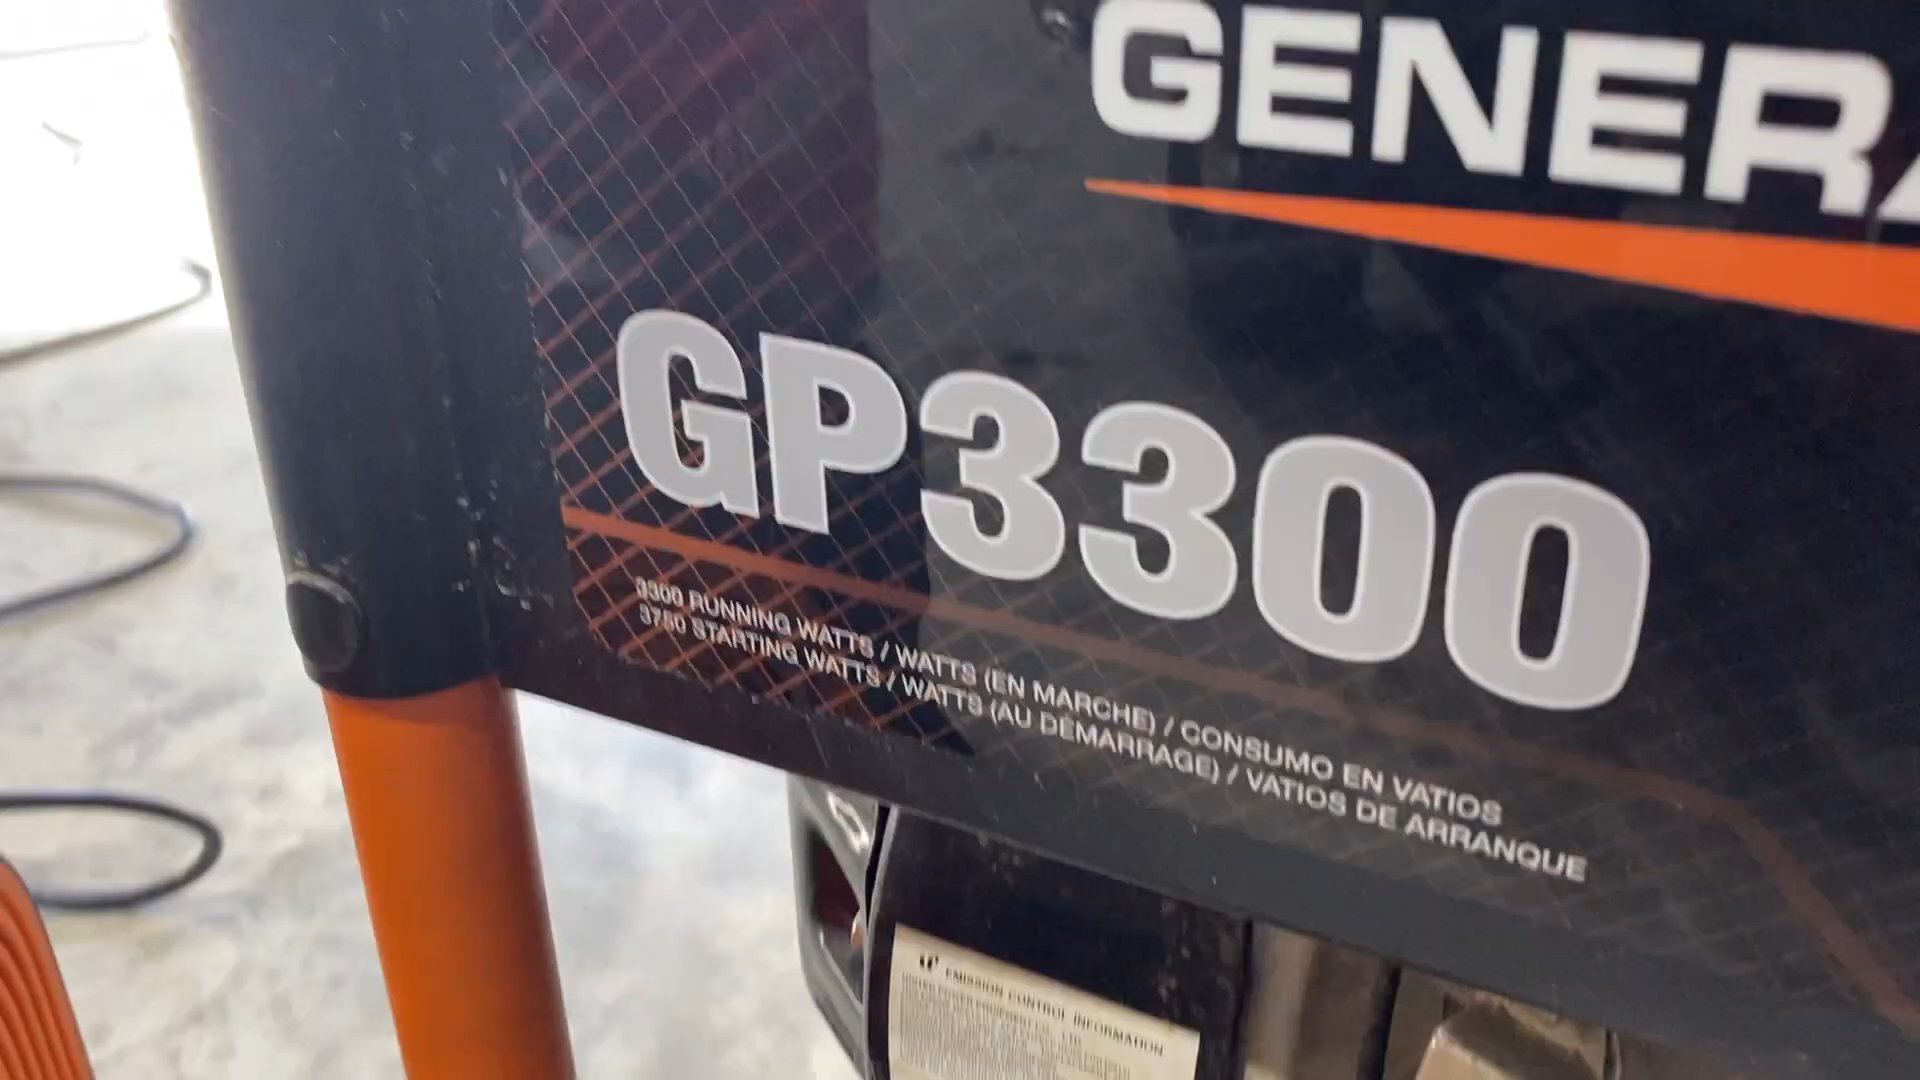 GENERA
GP3300
3300 RUNNING WATTS / WATTS (EN MARCHE) / CONSUMO EN VATIOS
3750 STARTING WATTS / WATTS (AU DÉMARRAGE) / VATIOS DE ARRANQUE
EMISSION CONTROL INFORMATION